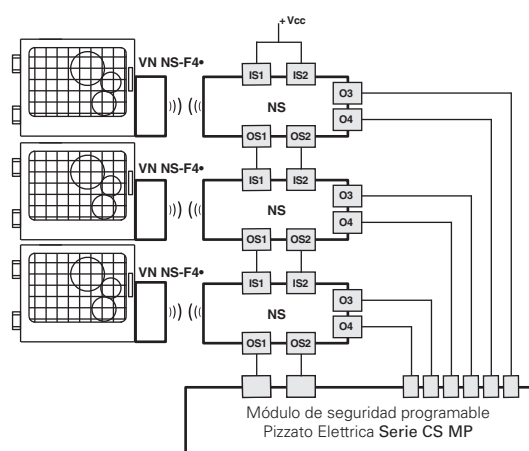 + Vcc
VN NS-F4•
IS1 IS2
O3
NS
O4
OS1 OS2
VN NS-F4•
IS1 IS2
O3
NS
O4
OS1 OS2
VN NS-F4•
IS1 IS2
O3
NS
O4
OS1 OS2
Módulo de seguridad programable
Pizzato Elettrica Serie CS MP